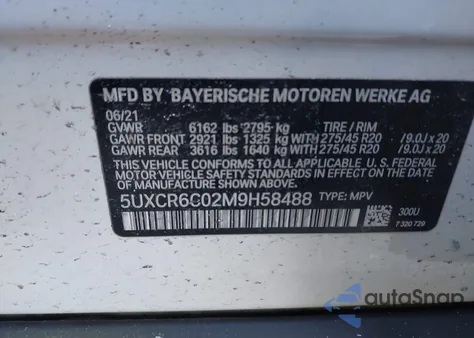 MFD BY BAYERISCHE MOTOREN WERKE AG
06/21
GVWR 6162 lbs 2795 kg TIRE / RIM
GAWR FRONT 2921 lbs 1325 kg WITH 275/45 R20 /9.0J x 20
GAWR REAR 3616 lbs 1640 kg WITH 275/45 R20 /9.0J x 20
THIS VEHICLE CONFORMS TO ALL APPLICABLE U.S. FEDERAL
MOTOR VEHICLE SAFETY STANDARDS IN EFFECT ON THE
DATE OF MANUFACTURE SHOWN ABOVE.
5UXCR6C02M9H58488 TYPE: MPV
300U
7 320 729
autoSnap